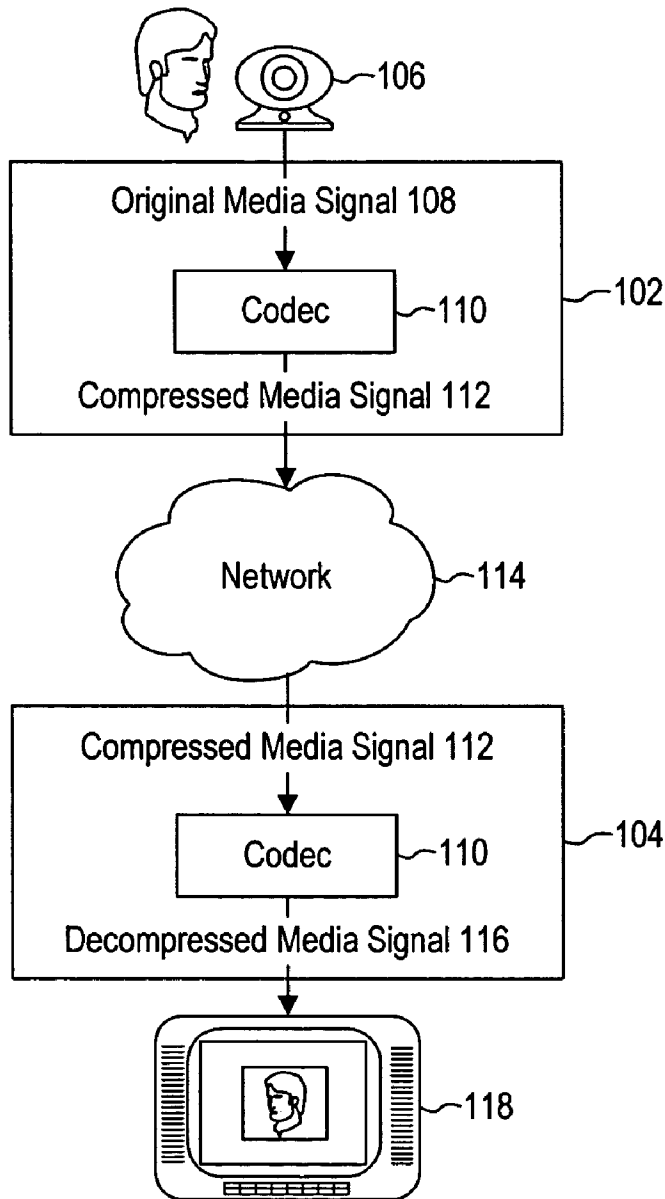 106
Original Media Signal 108
Codec
110
102
Compressed Media Signal 112
Network
114
Compressed Media Signal 112
Codec
110
104
Decompressed Media Signal 116
118